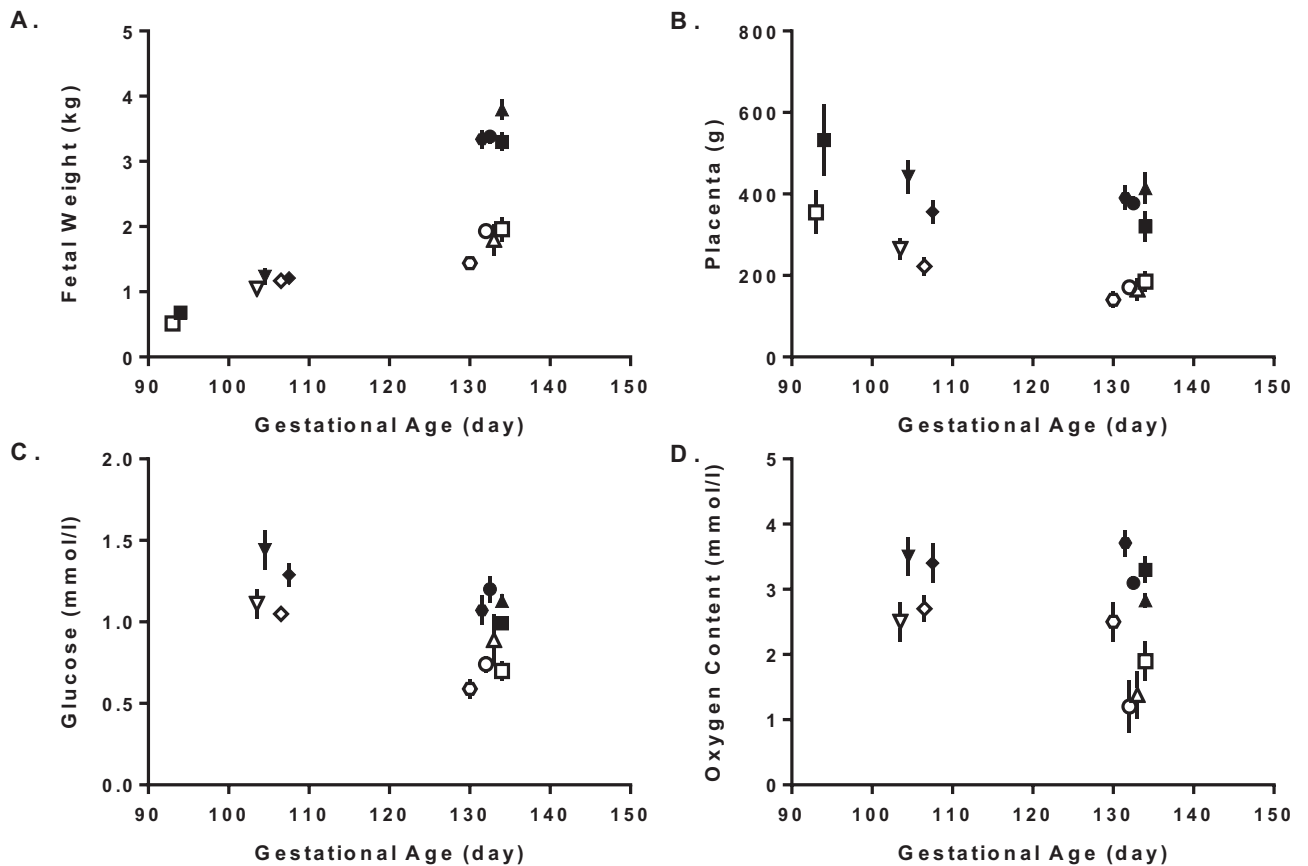 A.
5
4
3
2
1
0
Fetal Weight (kg)
90 100 110 120 130 140 150
Gestational Age (day)
B.
800
600
400
200
0
Placenta (g)
90 100 110 120 130 140 150
Gestational Age (day)
C.
2.0
1.5
1.0
0.5
0.0
Glucose (mmol/l)
90 100 110 120 130 140 150
Gestational Age (day)
D.
5
4
3
2
1
0
Oxygen Content (mmol/l)
90 100 110 120 130 140 150
Gestational Age (day)